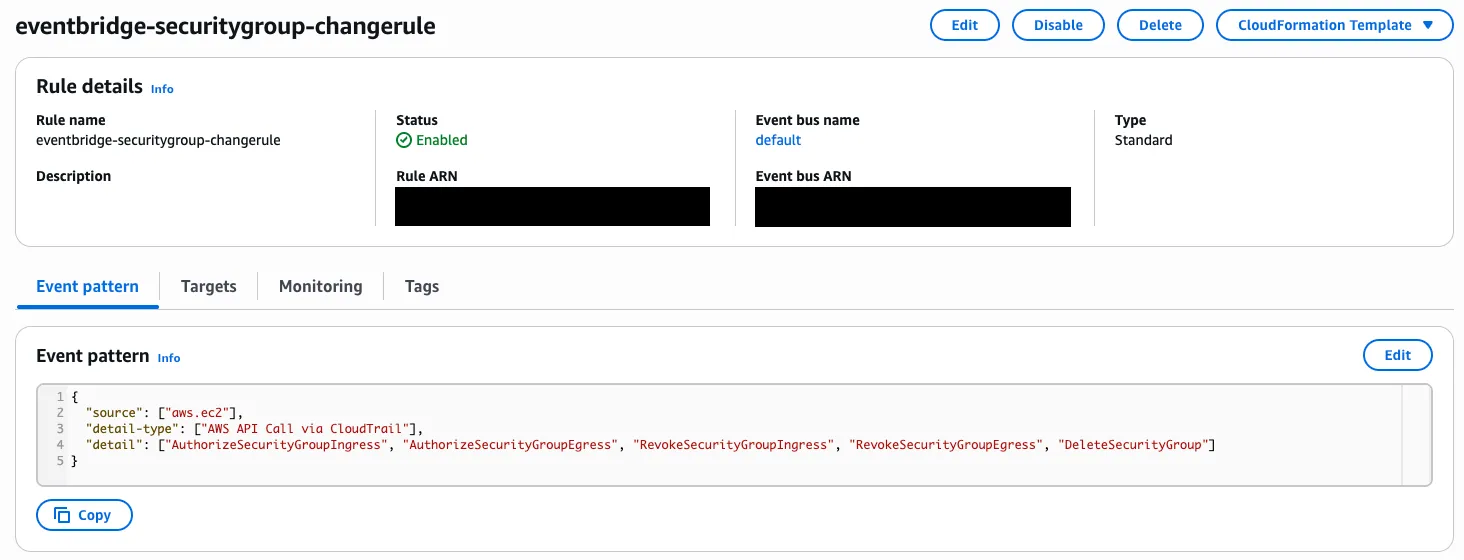 eventbridge-securitygroup-changerule
Edit
Disable
Delete
CloudFormation Template
Rule details Info
Rule name
eventbridge-securitygroup-changerule
Status
Enabled
Event bus name
default
Type
Standard
Description
Rule ARN
Event bus ARN
Event pattern
Targets
Monitoring
Tags
Event pattern Info
Edit
1 {
2 "source": ["aws.ec2"],
3 "detail-type": ["AWS API Call via CloudTrail"],
4 "detail": ["AuthorizeSecurityGroupIngress", "AuthorizeSecurityGroupEgress", "RevokeSecurityGroupIngress", "RevokeSecurityGroupEgress", "DeleteSecurityGroup"]
5 }
Copy